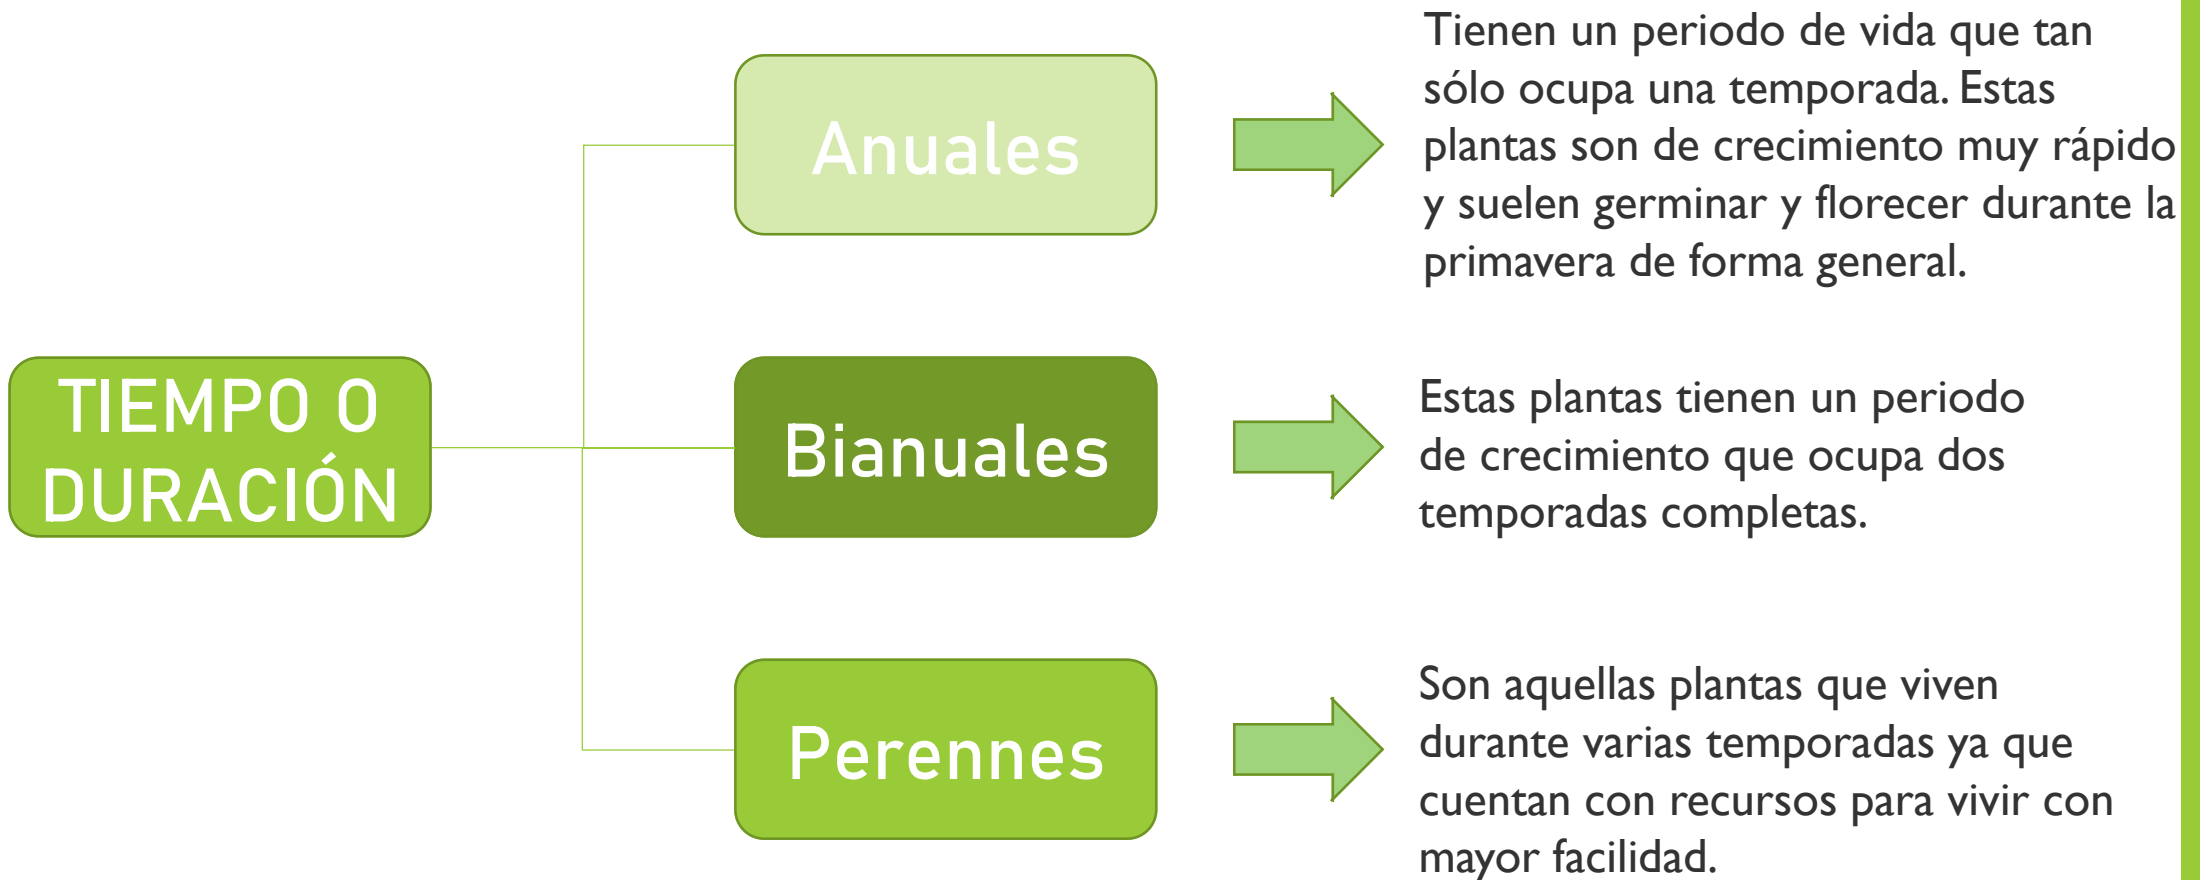 TIEMPO O
DURACIÓN
Anuales
Tienen un periodo de vida que tan
sólo ocupa una temporada. Estas
plantas son de crecimiento muy rápido
y suelen germinar y florecer durante la
primavera de forma general.
Bianuales
Estas plantas tienen un periodo
de crecimiento que ocupa dos
temporadas completas.
Perennes
Son aquellas plantas que viven
durante varias temporadas ya que
cuentan con recursos para vivir con
mayor facilidad.